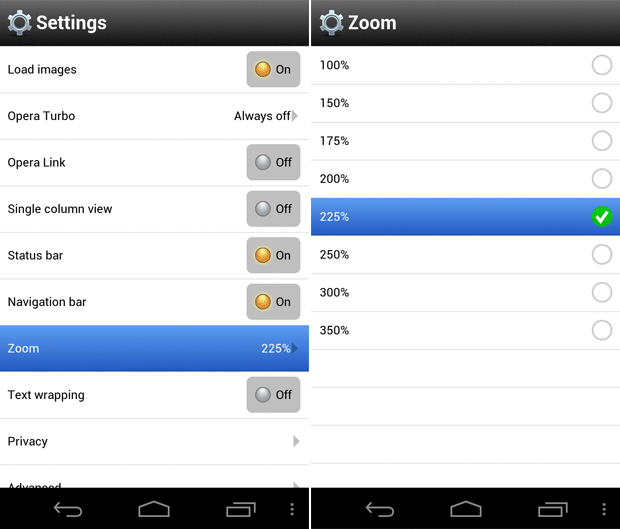 Settings
Load images On
Opera Turbo Always off
Opera Link Off
Single column view Off
Status bar On
Navigation bar On
Zoom 225%
Text wrapping Off
Privacy
Advanced
Zoom
100%
150%
175%
200%
225%
250%
300%
350%